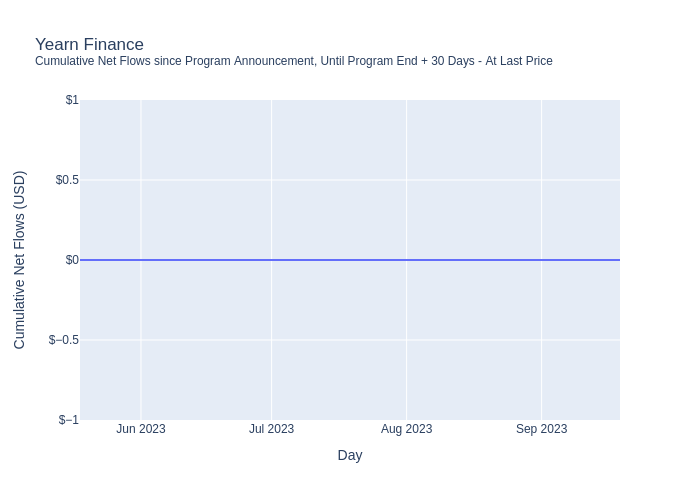 Yearn Finance
Cumulative Net Flows since Program Announcement, Until Program End + 30 Days - At Last Price
$1
$0.5
$0
$−0.5
$−1
Cumulative Net Flows (USD)
Jun 2023
Jul 2023
Aug 2023
Sep 2023
Day